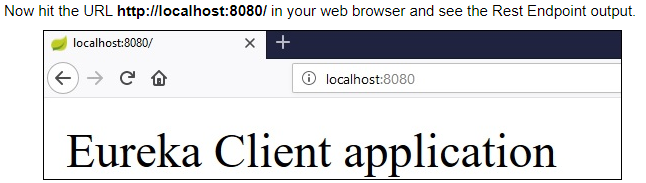 Now hit the URL http://localhost:8080/ in your web browser and see the Rest Endpoint output.
localhost:8080/
localhost:8080
Eureka Client application